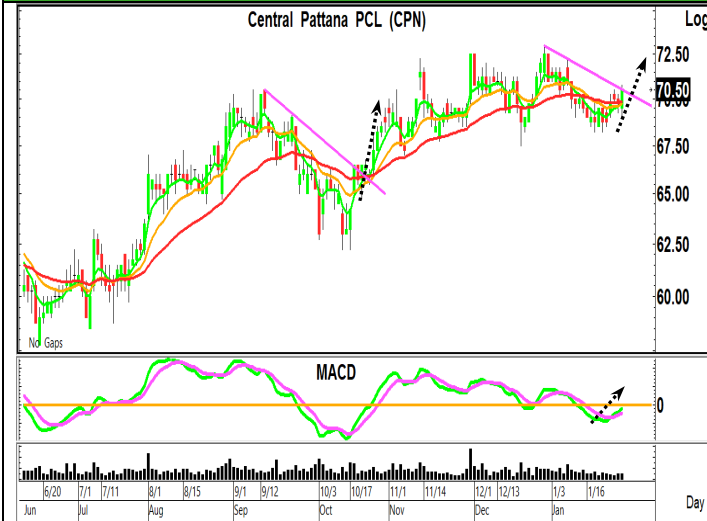 Central Pattana PCL (CPN)
Log
72.50
70.50
67.50
65.00
62.50
60.00
No Gaps
MACD
0
6/20 7/1 7/11 8/1 8/15 9/1 9/12 10/3 10/17 11/1 11/14 12/1 12/13 1/3 1/16
Jun Jul Aug Sep Oct Nov Dec Jan
Day